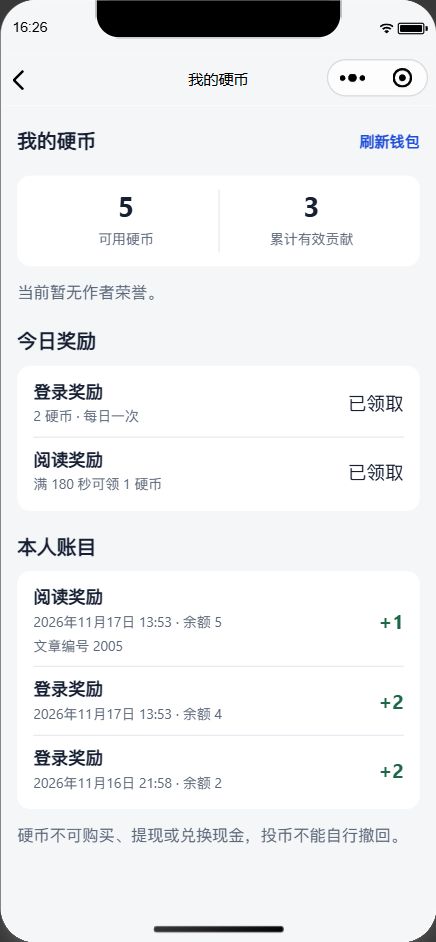 16:26
我的硬币
我的硬币
刷新钱包
5
3
可用硬币
累计有效贡献
当前暂无作者荣誉。
今日奖励
登录奖励
2 硬币 · 每日一次
已领取
阅读奖励
满 180 秒可领 1 硬币
已领取
本人账目
阅读奖励
2026年11月17日 13:53 · 余额 5
文章编号 2005
+1
登录奖励
2026年11月17日 13:53 · 余额 4
+2
登录奖励
2026年11月16日 21:58 · 余额 2
+2
硬币不可购买、提现或兑换现金，投币不能自行撤回。